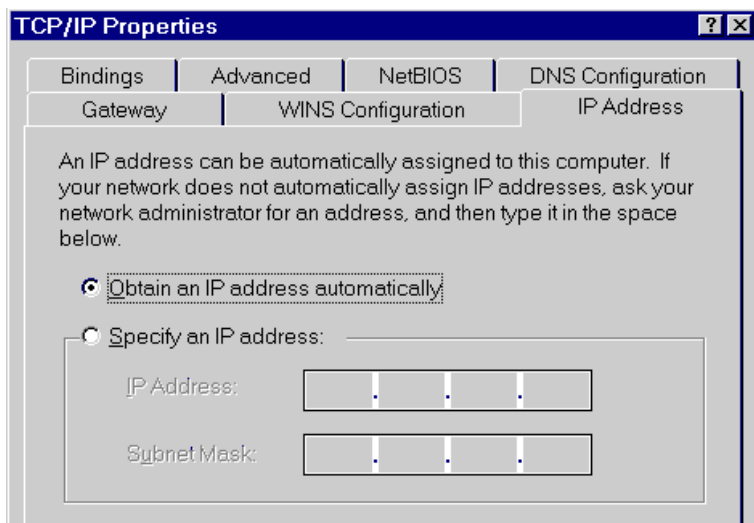 TCP/IP Properties
Bindings Advanced NetBIOS DNS Configuration
Gateway WINS Configuration IP Address
An IP address can be automatically assigned to this computer. If
your network does not automatically assign IP addresses, ask your
network administrator for an address, and then type it in the space
below.
Obtain an IP address automatically
Specify an IP address:
IP Address: . . .
Subnet Mask: . . .